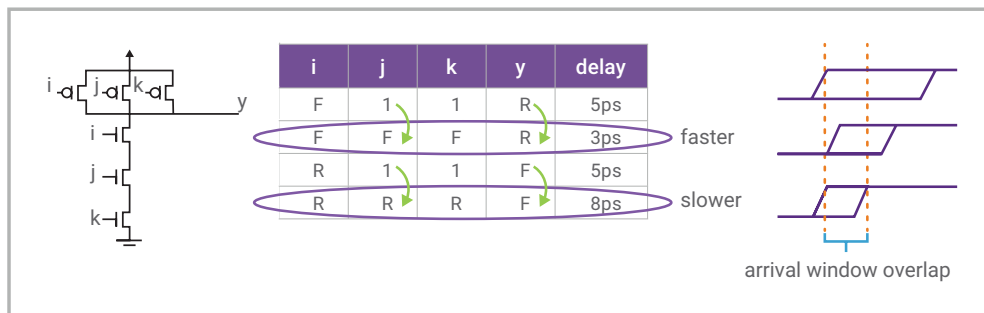 i j k
y
i
j
k
i j k y delay
F 1 1 R 5ps
F F F R 3ps
faster
R 1 1 F 5ps
R R R F 8ps
slower
arrival window overlap